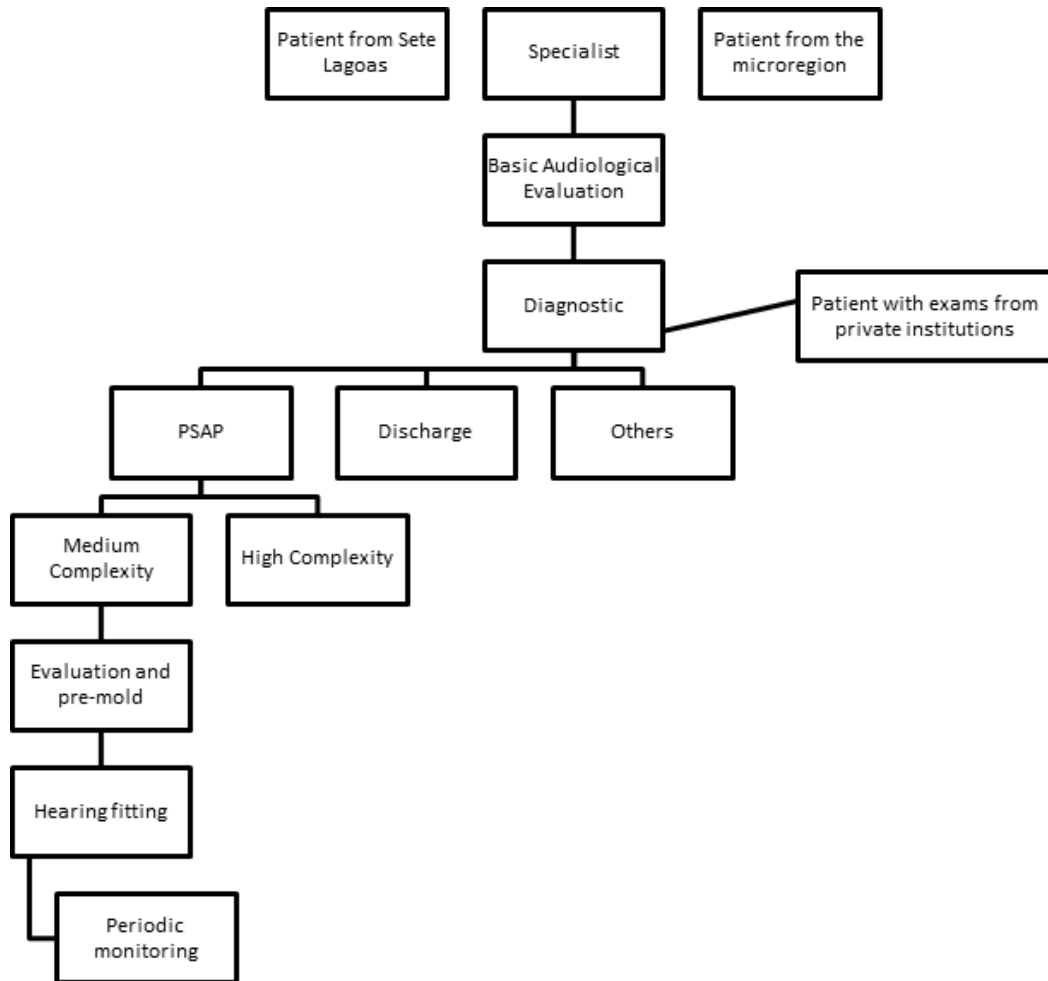 Patient from Sete
Lagoas
Specialist
Patient from the
microregion
Basic Audiological
Evaluation
Diagnostic
Patient with exams from
private institutions
PSAP
Discharge
Others
Medium
Complexity
High Complexity
Evaluation and
pre-mold
Hearing fitting
Periodic
monitoring